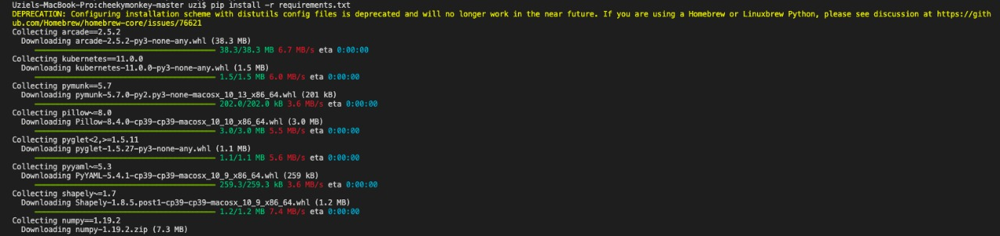 Uziels-MacBook-Pro:cheekymonkey-master uzi$ pip install -r requirements.txt
DEPRECATION: Configuring installation scheme with distutils config files is deprecated and will no longer work in the near future. If you are using a Homebrew or Linuxbrew Python, please see discussion at https://gith
ub.com/Homebrew/homebrew-core/issues/76621
Collecting arcade==2.5.2
Downloading arcade-2.5.2-py3-none-any.whl (38.3 MB)
38.3/38.3 MB 6.7 MB/s eta 0:00:00
Collecting kubernetes==11.0.0
Downloading kubernetes-11.0.0-py3-none-any.whl (1.5 MB)
1.5/1.5 MB 6.0 MB/s eta 0:00:00
Collecting pymunk==5.7
Downloading pymunk-5.7.0-py2.py3-none-macosx_10_13_x86_64.whl (201 kB)
202.0/202.0 kB 3.6 MB/s eta 0:00:00
Collecting pillow~=8.0
Downloading Pillow-8.4.0-cp39-cp39-macosx_10_10_x86_64.whl (3.0 MB)
3.0/3.0 MB 5.5 MB/s eta 0:00:00
Collecting pyglet<2,>=1.5.11
Downloading pyglet-1.5.27-py3-none-any.whl (1.1 MB)
1.1/1.1 MB 5.6 MB/s eta 0:00:00
Collecting pyyaml~=5.3
Downloading PyYAML-5.4.1-cp39-cp39-macosx_10_9_x86_64.whl (259 kB)
259.3/259.3 kB 3.6 MB/s eta 0:00:00
Collecting shapely~=1.7
Downloading Shapely-1.8.5.post1-cp39-cp39-macosx_10_9_x86_64.whl (1.2 MB)
1.2/1.2 MB 7.4 MB/s eta 0:00:00
Collecting numpy==1.19.2
Downloading numpy-1.19.2.zip (7.3 MB)